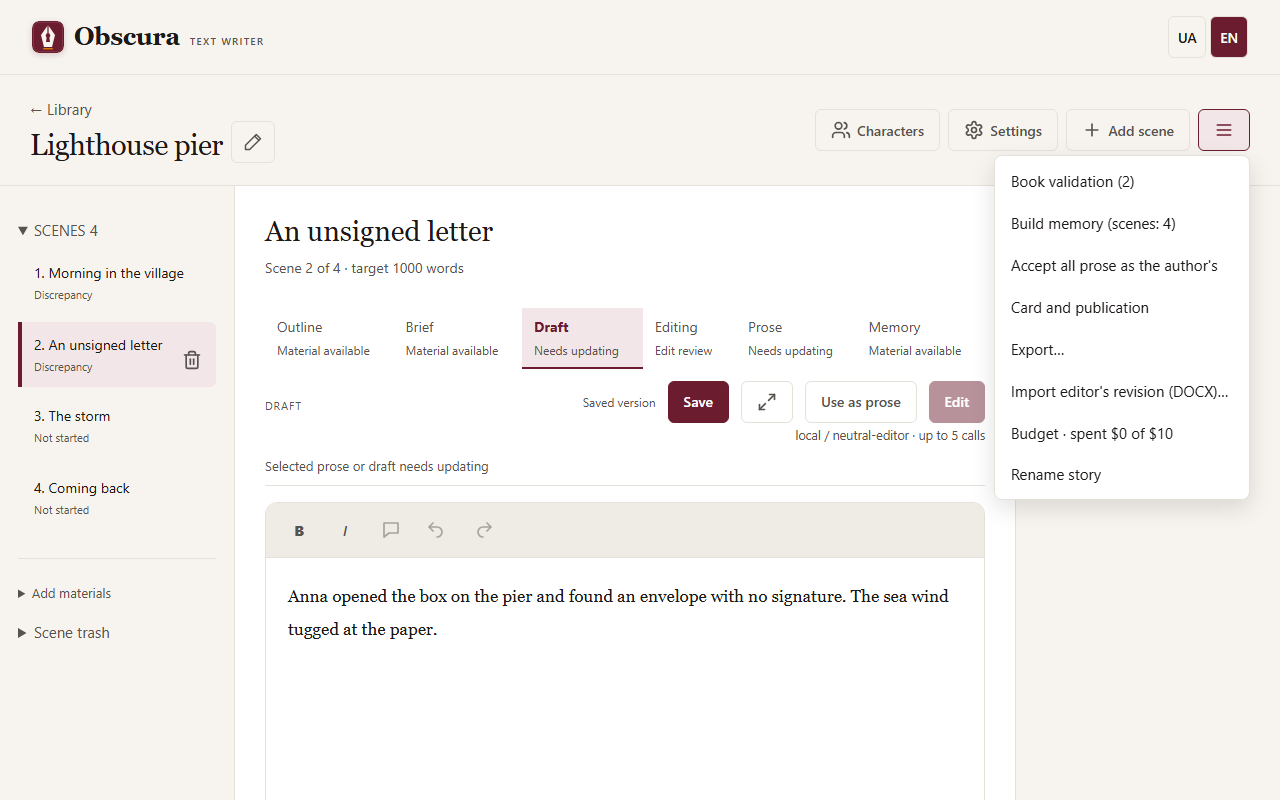 Obscura TEXT WRITER
UA EN
← Library
Lighthouse pier
Characters Settings Add scene
Book validation (2)
Build memory (scenes: 4)
Accept all prose as the author's
Card and publication
Export...
Import editor's revision (DOCX)...
Budget · spent $0 of $10
Rename story
SCENES 4
1. Morning in the village
Discrepancy
2. An unsigned letter
Discrepancy
3. The storm
Not started
4. Coming back
Not started
Add materials
Scene trash
An unsigned letter
Scene 2 of 4 · target 1000 words
Outline Brief Draft Editing Prose Memory
Material available Material available Needs updating Edit review Needs updating Material available
DRAFT Saved version Save Use as prose Edit
local / neutral-editor · up to 5 calls
Selected prose or draft needs updating
B I
Anna opened the box on the pier and found an envelope with no signature. The sea wind
tugged at the paper.